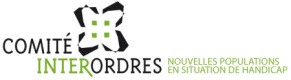 COMITÉ
INTERORDRES
NOUVELLES POPULATIONS
EN SITUATION DE HANDICAP